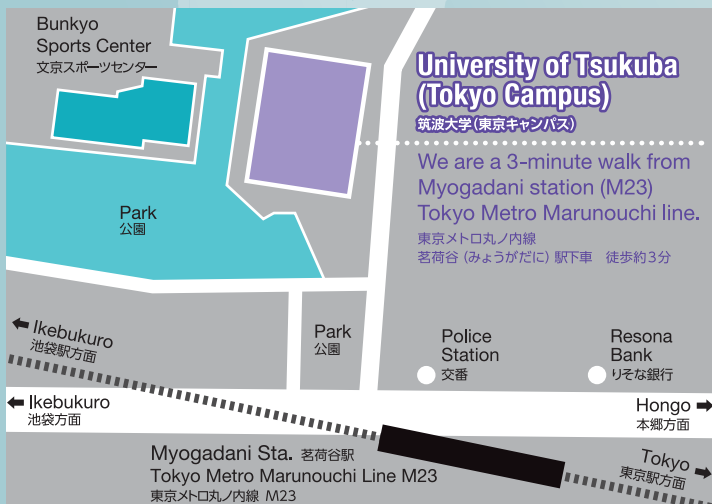 Bunkyo
Sports Center
文京スポーツセンター
University of Tsukuba
(Tokyo Campus)
筑波大学(東京キャンパス)
We are a 3-minute walk from
Myogadani station (M23)
Tokyo Metro Marunouchi line.
東京メトロ丸ノ内線
茗荷谷(みょうがだに)駅下車 徒歩約3分
Park
公園
Park
公園
Police
Station
交番
Resona
Bank
りそな銀行
Ikebukuro
池袋駅方面
Ikebukuro
池袋方面
Hongo
本郷方面
Myogadani Sta. 茗荷谷駅
Tokyo Metro Marunouchi Line M23
東京メトロ丸ノ内線 M23
Tokyo
東京駅方面